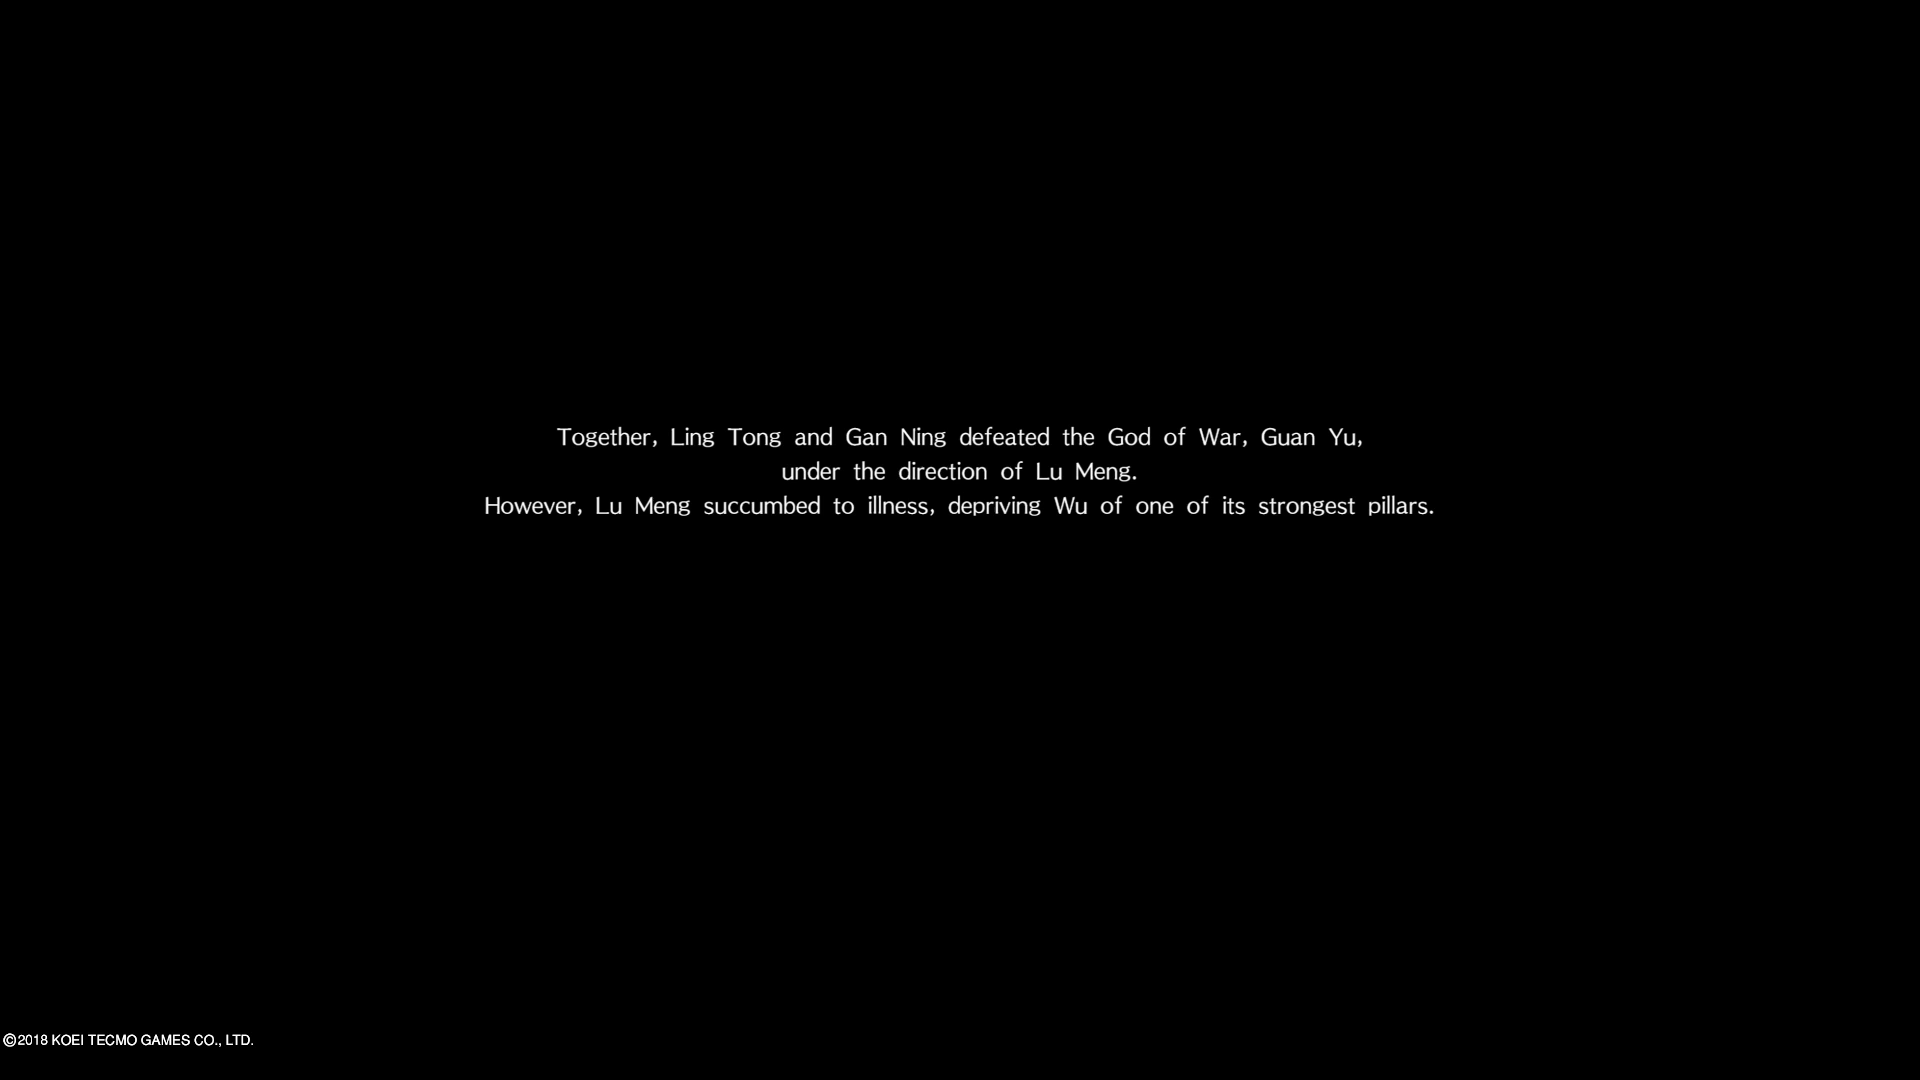 Together, Ling Tong and Gan Ning defeated the God of War, Guan Yu,
under the direction of Lu Meng.
However, Lu Meng succumbed to illness, depriving Wu of one of its strongest pillars.
©2018 KOEI TECMO GAMES CO., LTD.